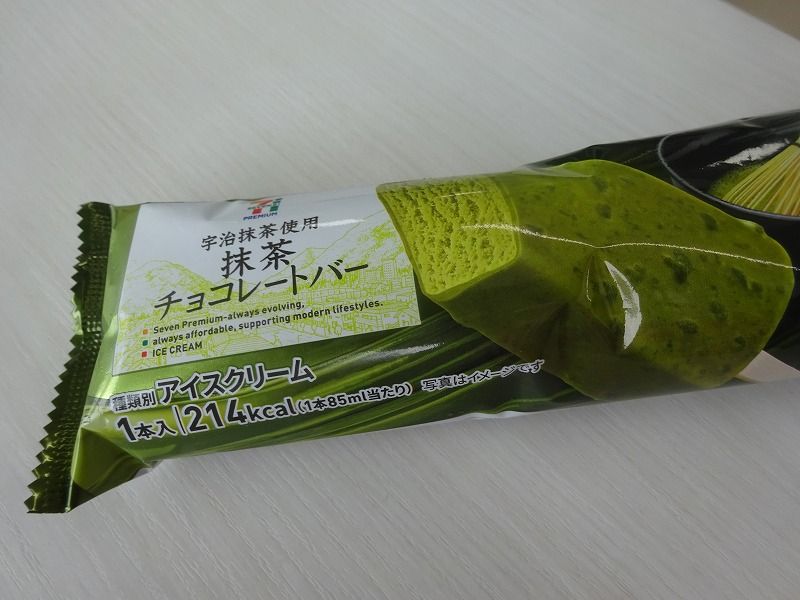 7
PREMIUM
宇治抹茶使用
抹茶
チョコレートバー
Seven Premium-always evolving,
always affordable, supporting modern lifestyles.
ICE CREAM
種類別 アイスクリーム
1本入 214kcal(1本85ml当たり) 写真はイメージです